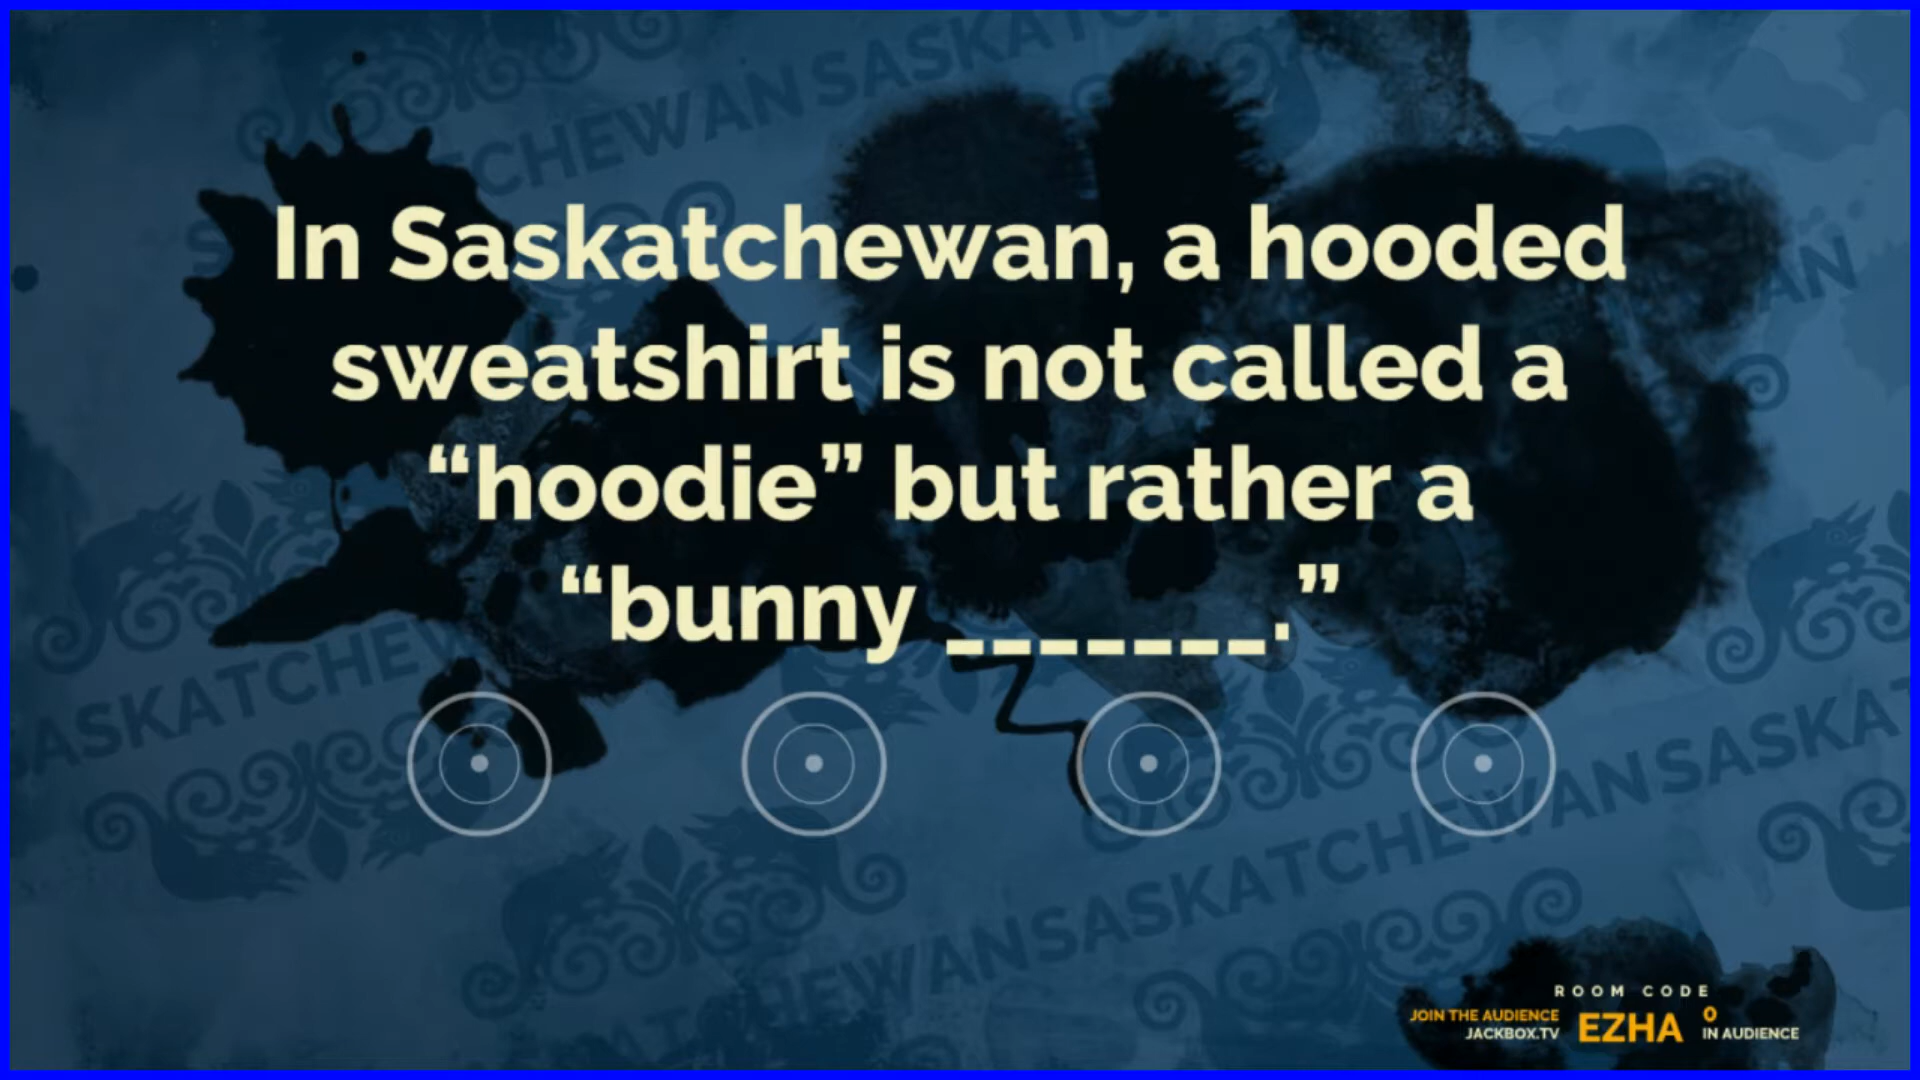 In Saskatchewan, a hooded
sweatshirt is not called a
“hoodie” but rather a
“bunny _______.”
ROOM CODE
JOIN THE AUDIENCE
JACKBOX.TV
EZHA
0
IN AUDIENCE
SASKATCHEWAN